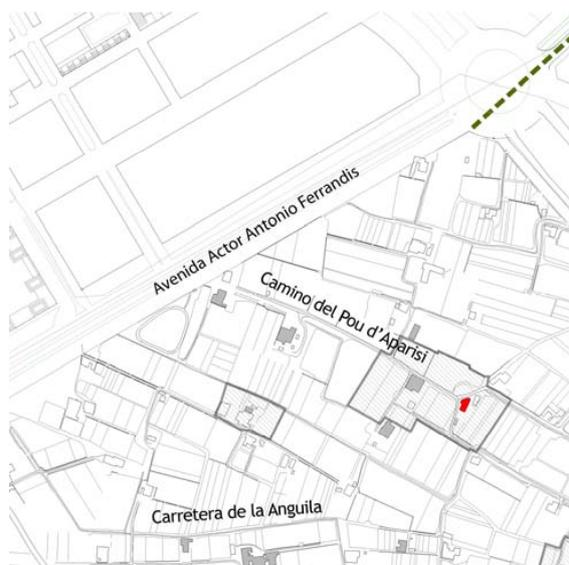 Avenida Actor Antonio Ferrandis
Camino del Pou d'Aparisi
Carretera de la Anguila